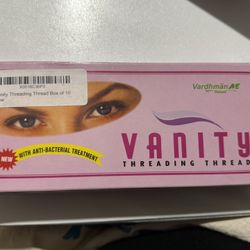 Vanity Threading Thread Box of 10
Vardhman
VANITY
THREADING THREAD
NEW
WITH ANTI-BACTERIAL TREATMENT